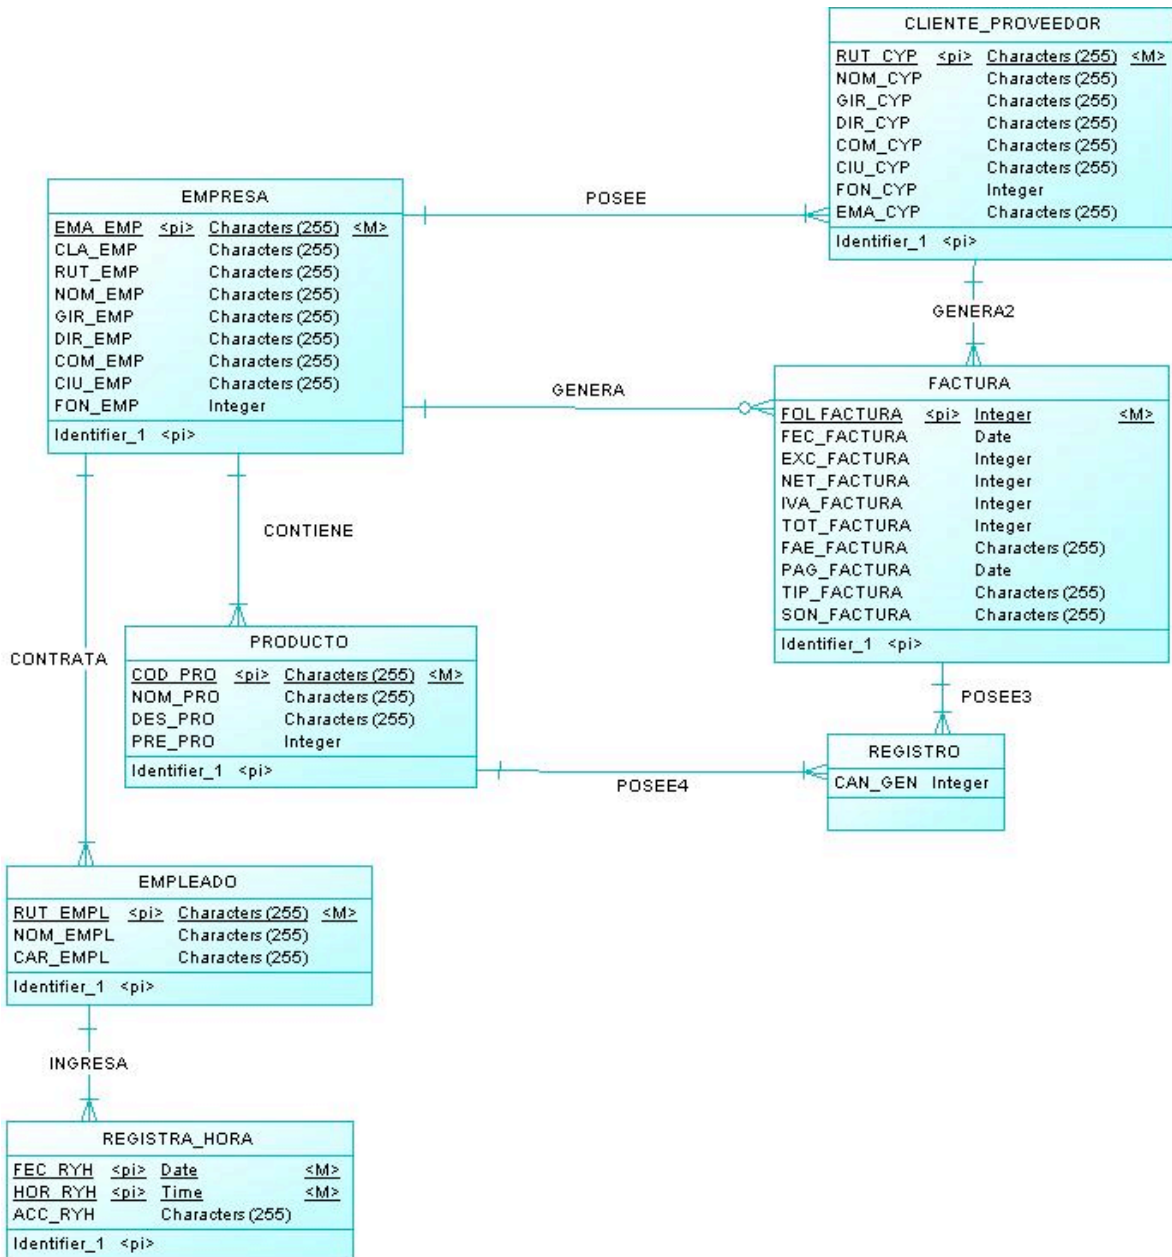 CLIENTE_PROVEEDOR
RUT_CYP <pi> Characters (255) <M>
NOM_CYP Characters (255)
GIR_CYP Characters (255)
DIR_CYP Characters (255)
COM_CYP Characters (255)
CIU_CYP Characters (255)
FON_CYP Integer
EMA_CYP Characters (255)
Identifier_1 <pi>
POSEE
EMPRESA
EMA_EMP <pi> Characters (255) <M>
CLA_EMP Characters (255)
RUT_EMP Characters (255)
NOM_EMP Characters (255)
GIR_EMP Characters (255)
DIR_EMP Characters (255)
COM_EMP Characters (255)
CIU_EMP Characters (255)
FON_EMP Integer
Identifier_1 <pi>
GENERA2
GENERA
FACTURA
FOL FACTURA <pi> Integer <M>
FEC_FACTURA Date
EXC_FACTURA Integer
NET_FACTURA Integer
IVA_FACTURA Integer
TOT_FACTURA Integer
FAE_FACTURA Characters (255)
PAG_FACTURA Date
TIP_FACTURA Characters (255)
SON_FACTURA Characters (255)
Identifier_1 <pi>
CONTIENE
CONTRATA
PRODUCTO
COD_PRO <pi> Characters (255) <M>
NOM_PRO Characters (255)
DES_PRO Characters (255)
PRE_PRO Integer
Identifier_1 <pi>
POSEE3
POSEE4
REGISTRO
CAN_GEN Integer
EMPLEADO
RUT_EMPL <pi> Characters (255) <M>
NOM_EMPL Characters (255)
CAR_EMPL Characters (255)
Identifier_1 <pi>
INGRESA
REGISTRA_HORA
FEC_RYH <pi> Date <M>
HOR_RYH <pi> Time <M>
ACC_RYH Characters (255)
Identifier_1 <pi>